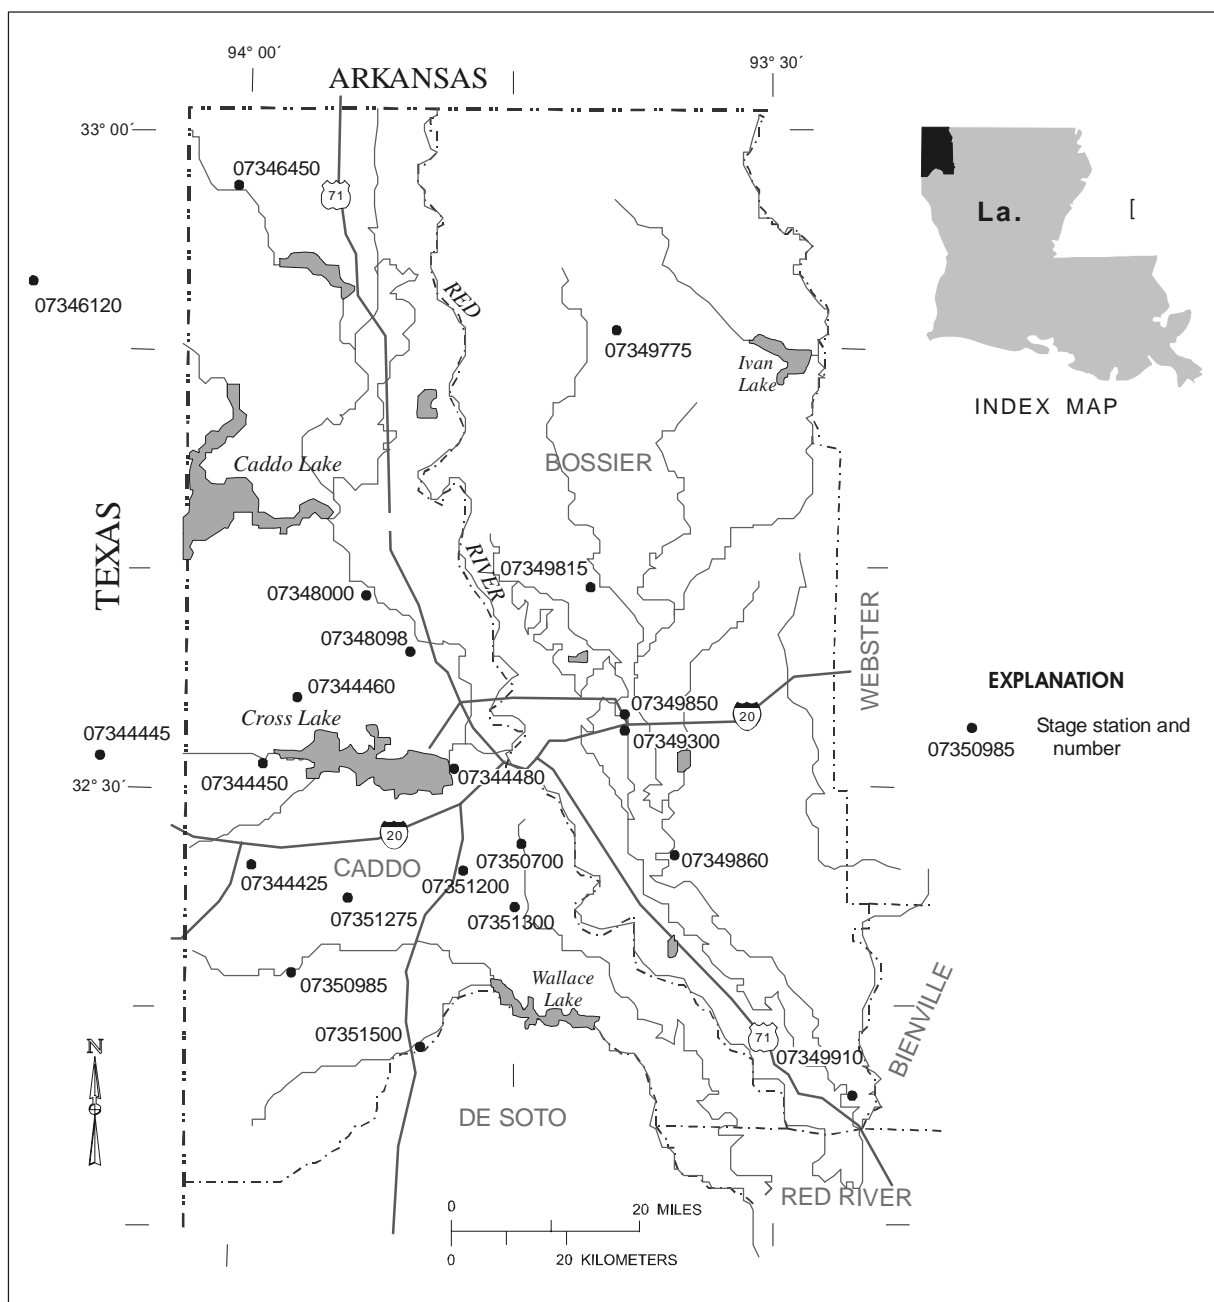 94° 00´
93° 30´
ARKANSAS
33° 00´
07346450
71
La.
[
07346120
RED
07349775
Ivan
Lake
INDEX MAP
Caddo Lake
BOSSIER
TEXAS
RIVER
07349815
07348000
WEBSTER
07348098
07344460
EXPLANATION
Cross Lake
07349850
20
07344445
07349300
07350985
Stage station and
number
07344450
07344480
32° 30´
20
CADDO
07350700
07349860
07344425
07351200
07351275
07351300
07350985
Wallace
Lake
BIENVILLE
07351500
71
07349910
N
DE SOTO
RED RIVER
0
20 MILES
0
20 KILOMETERS